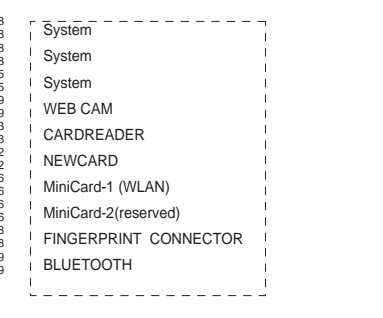 System
System
System
WEB CAM
CARDREADER
NEWCARD
MiniCard-1 (WLAN)
MiniCard-2(reserved)
FINGERPRINT CONNECTOR
BLUETOOTH